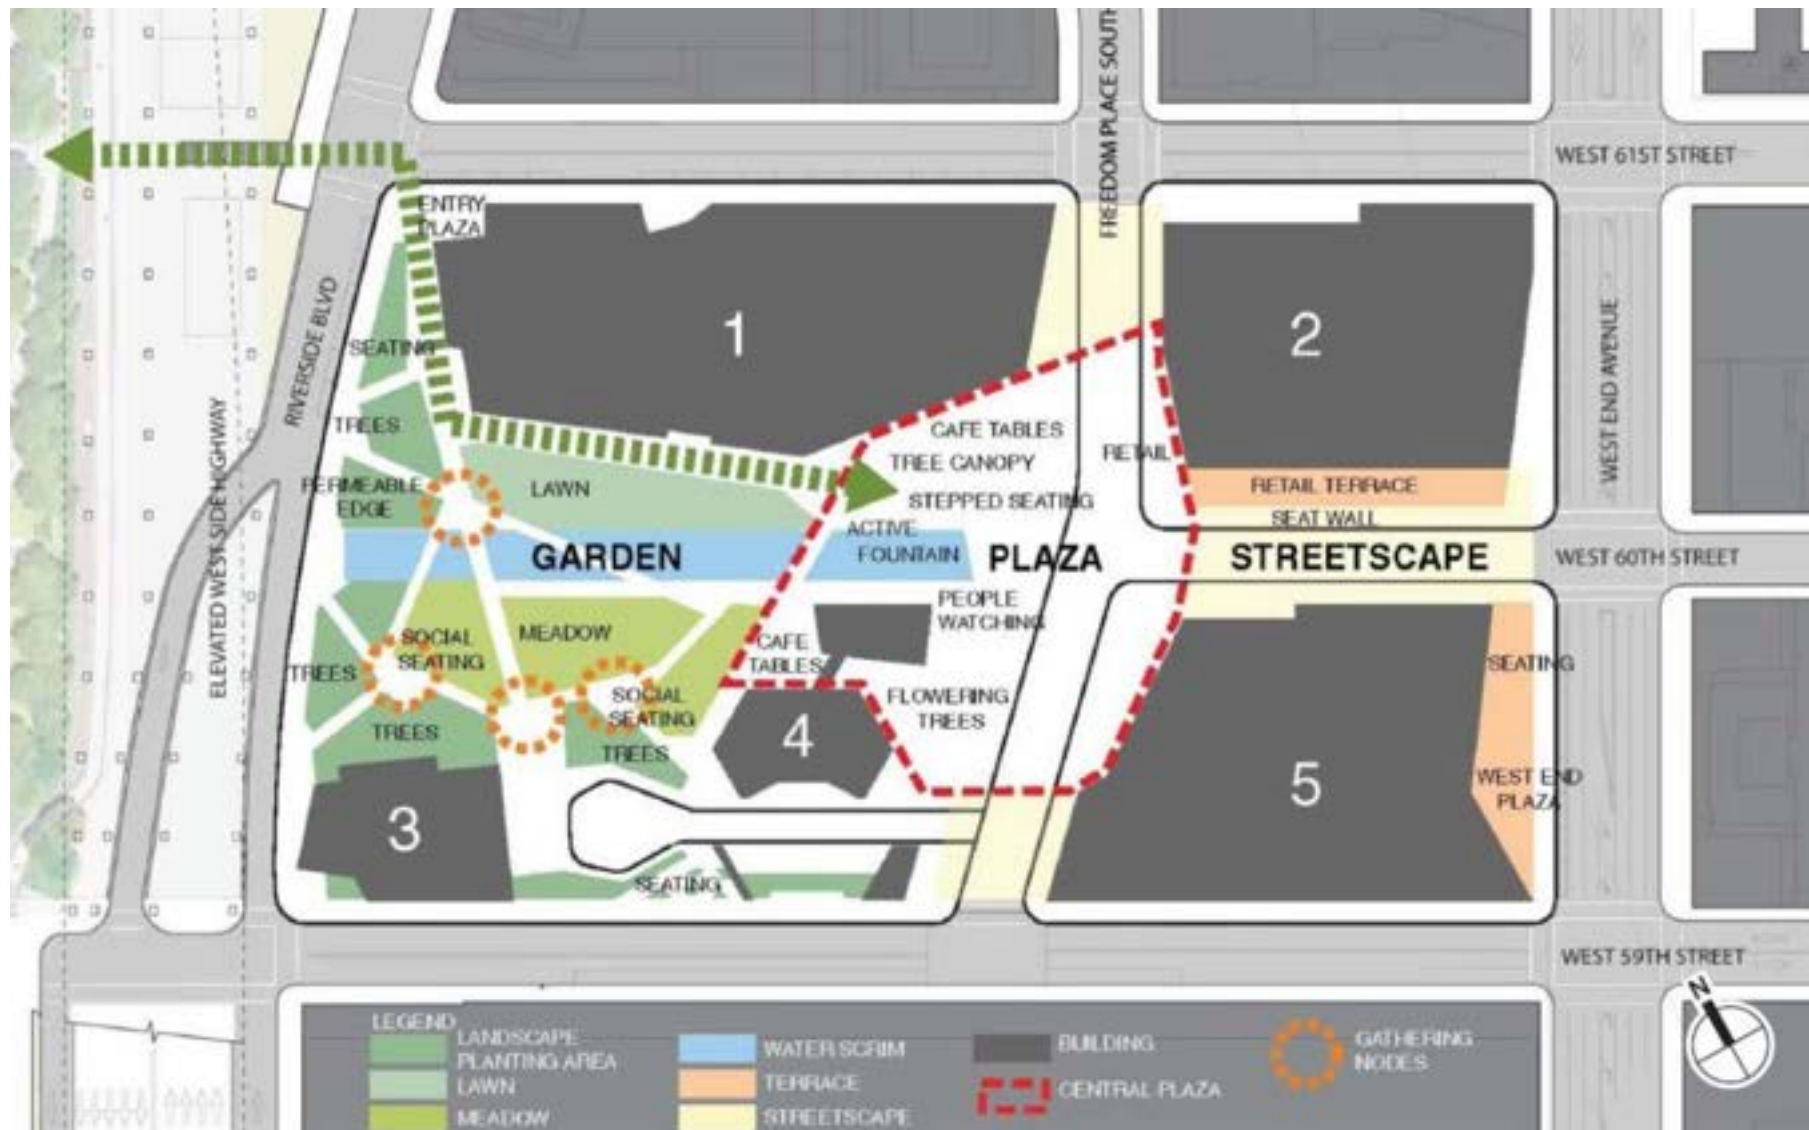 FREEDOM PLACE SOUTH
WEST 61ST STREET
ENTRY
PLAZA
RIVERSIDE BLVD
ELEVATED WEST SIDE HIGHWAY
WEST END AVENUE
1
2
SEATING
TREES
CAFE TABLES
RETAIL
TREE CANOPY
PERMEABLE
EDGE
LAWN
STEPPED SEATING
RETAIL TERRACE
SEAT WALL
ACTIVE
FOUNTAIN
GARDEN
PLAZA
STREETSCAPE
WEST 60TH STREET
PEOPLE
WATCHING
SOCIAL
SEATING
MEADOW
CAFE
TABLES
SEATING
TREES
SOCIAL
SEATING
FLOWERING
TREES
TREES
TREES
4
5
WEST END
PLAZA
3
SEATING
WEST 59TH STREET
N
LEGEND
LANDSCAPE
PLANTING AREA
LAWN
MEADOW
WATER SCRIM
TERRACE
STREETSCAPE
BUILDING
CENTRAL PLAZA
GATHERING
NODES